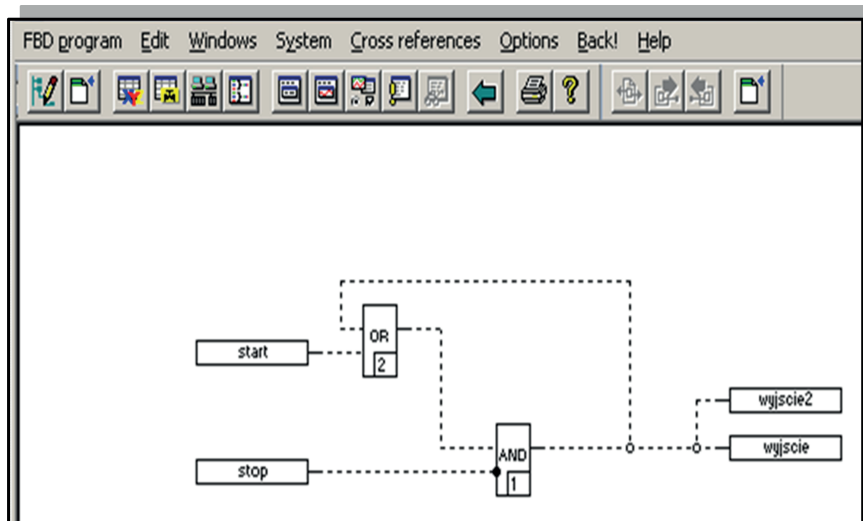 FBD program Edit Windows System Cross references Options Back! Help
OR
2
start
wyjscie2
AND
wyjscie
stop
1